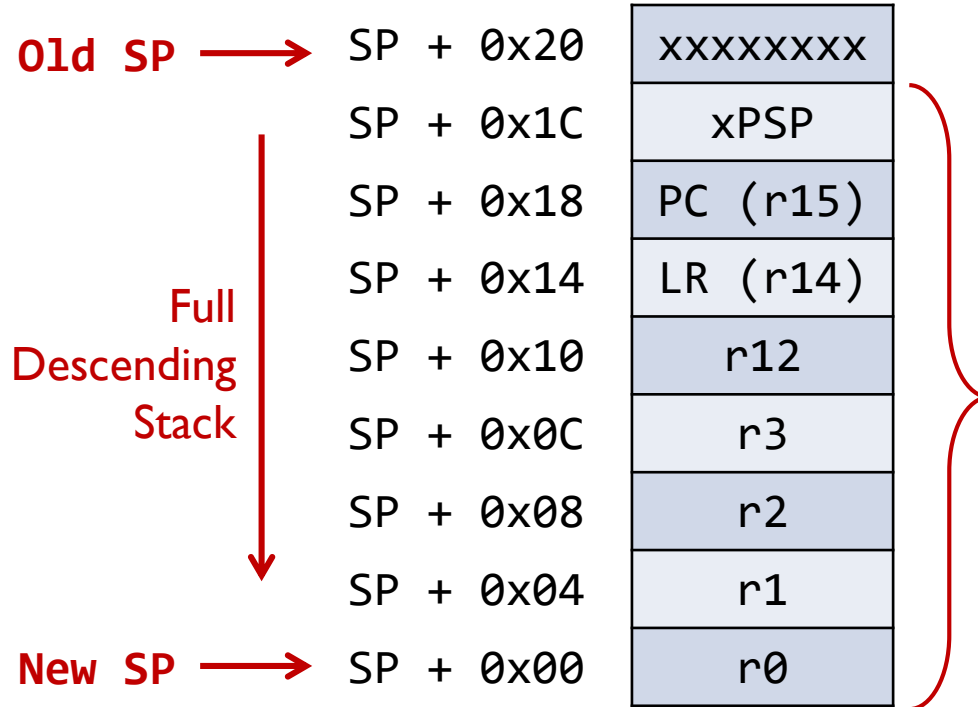 Old SP SP + 0x20 xxxxxxxx
SP + 0x1C xPSP
SP + 0x18 PC (r15)
SP + 0x14 LR (r14)
Full
Descending
Stack
SP + 0x10 r12
SP + 0x0C r3
SP + 0x08 r2
SP + 0x04 r1
New SP SP + 0x00 r0